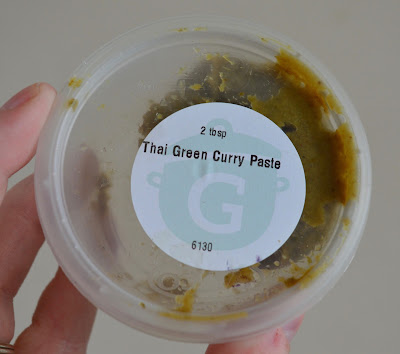 2 tbsp
Thai Green Curry Paste
G
6130